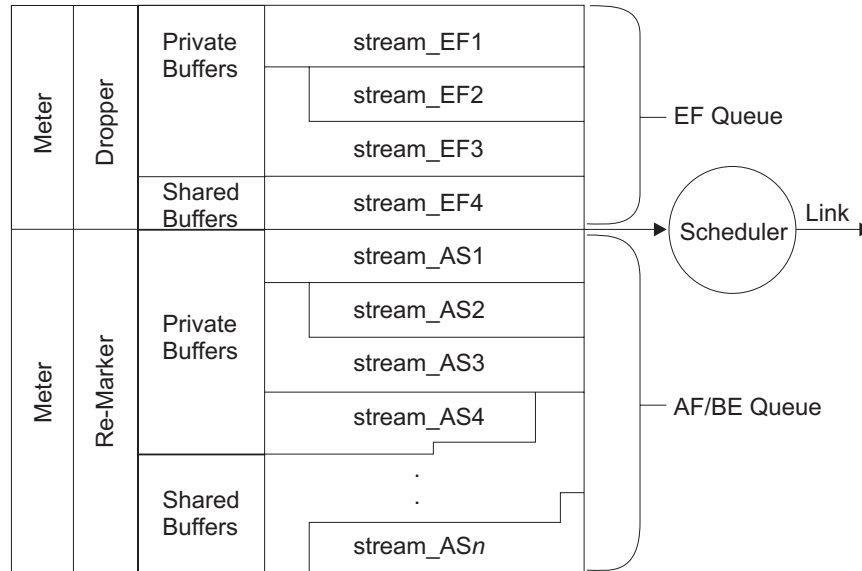 Meter
Dropper
Private
Buffers
stream_EF1
stream_EF2
stream_EF3
Shared
Buffers
stream_EF4
EF Queue
Scheduler
Link
Meter
Re-Marker
Private
Buffers
stream_AS1
stream_AS2
stream_AS3
stream_AS4
.
.
Shared
Buffers
stream_ASn
AF/BE Queue